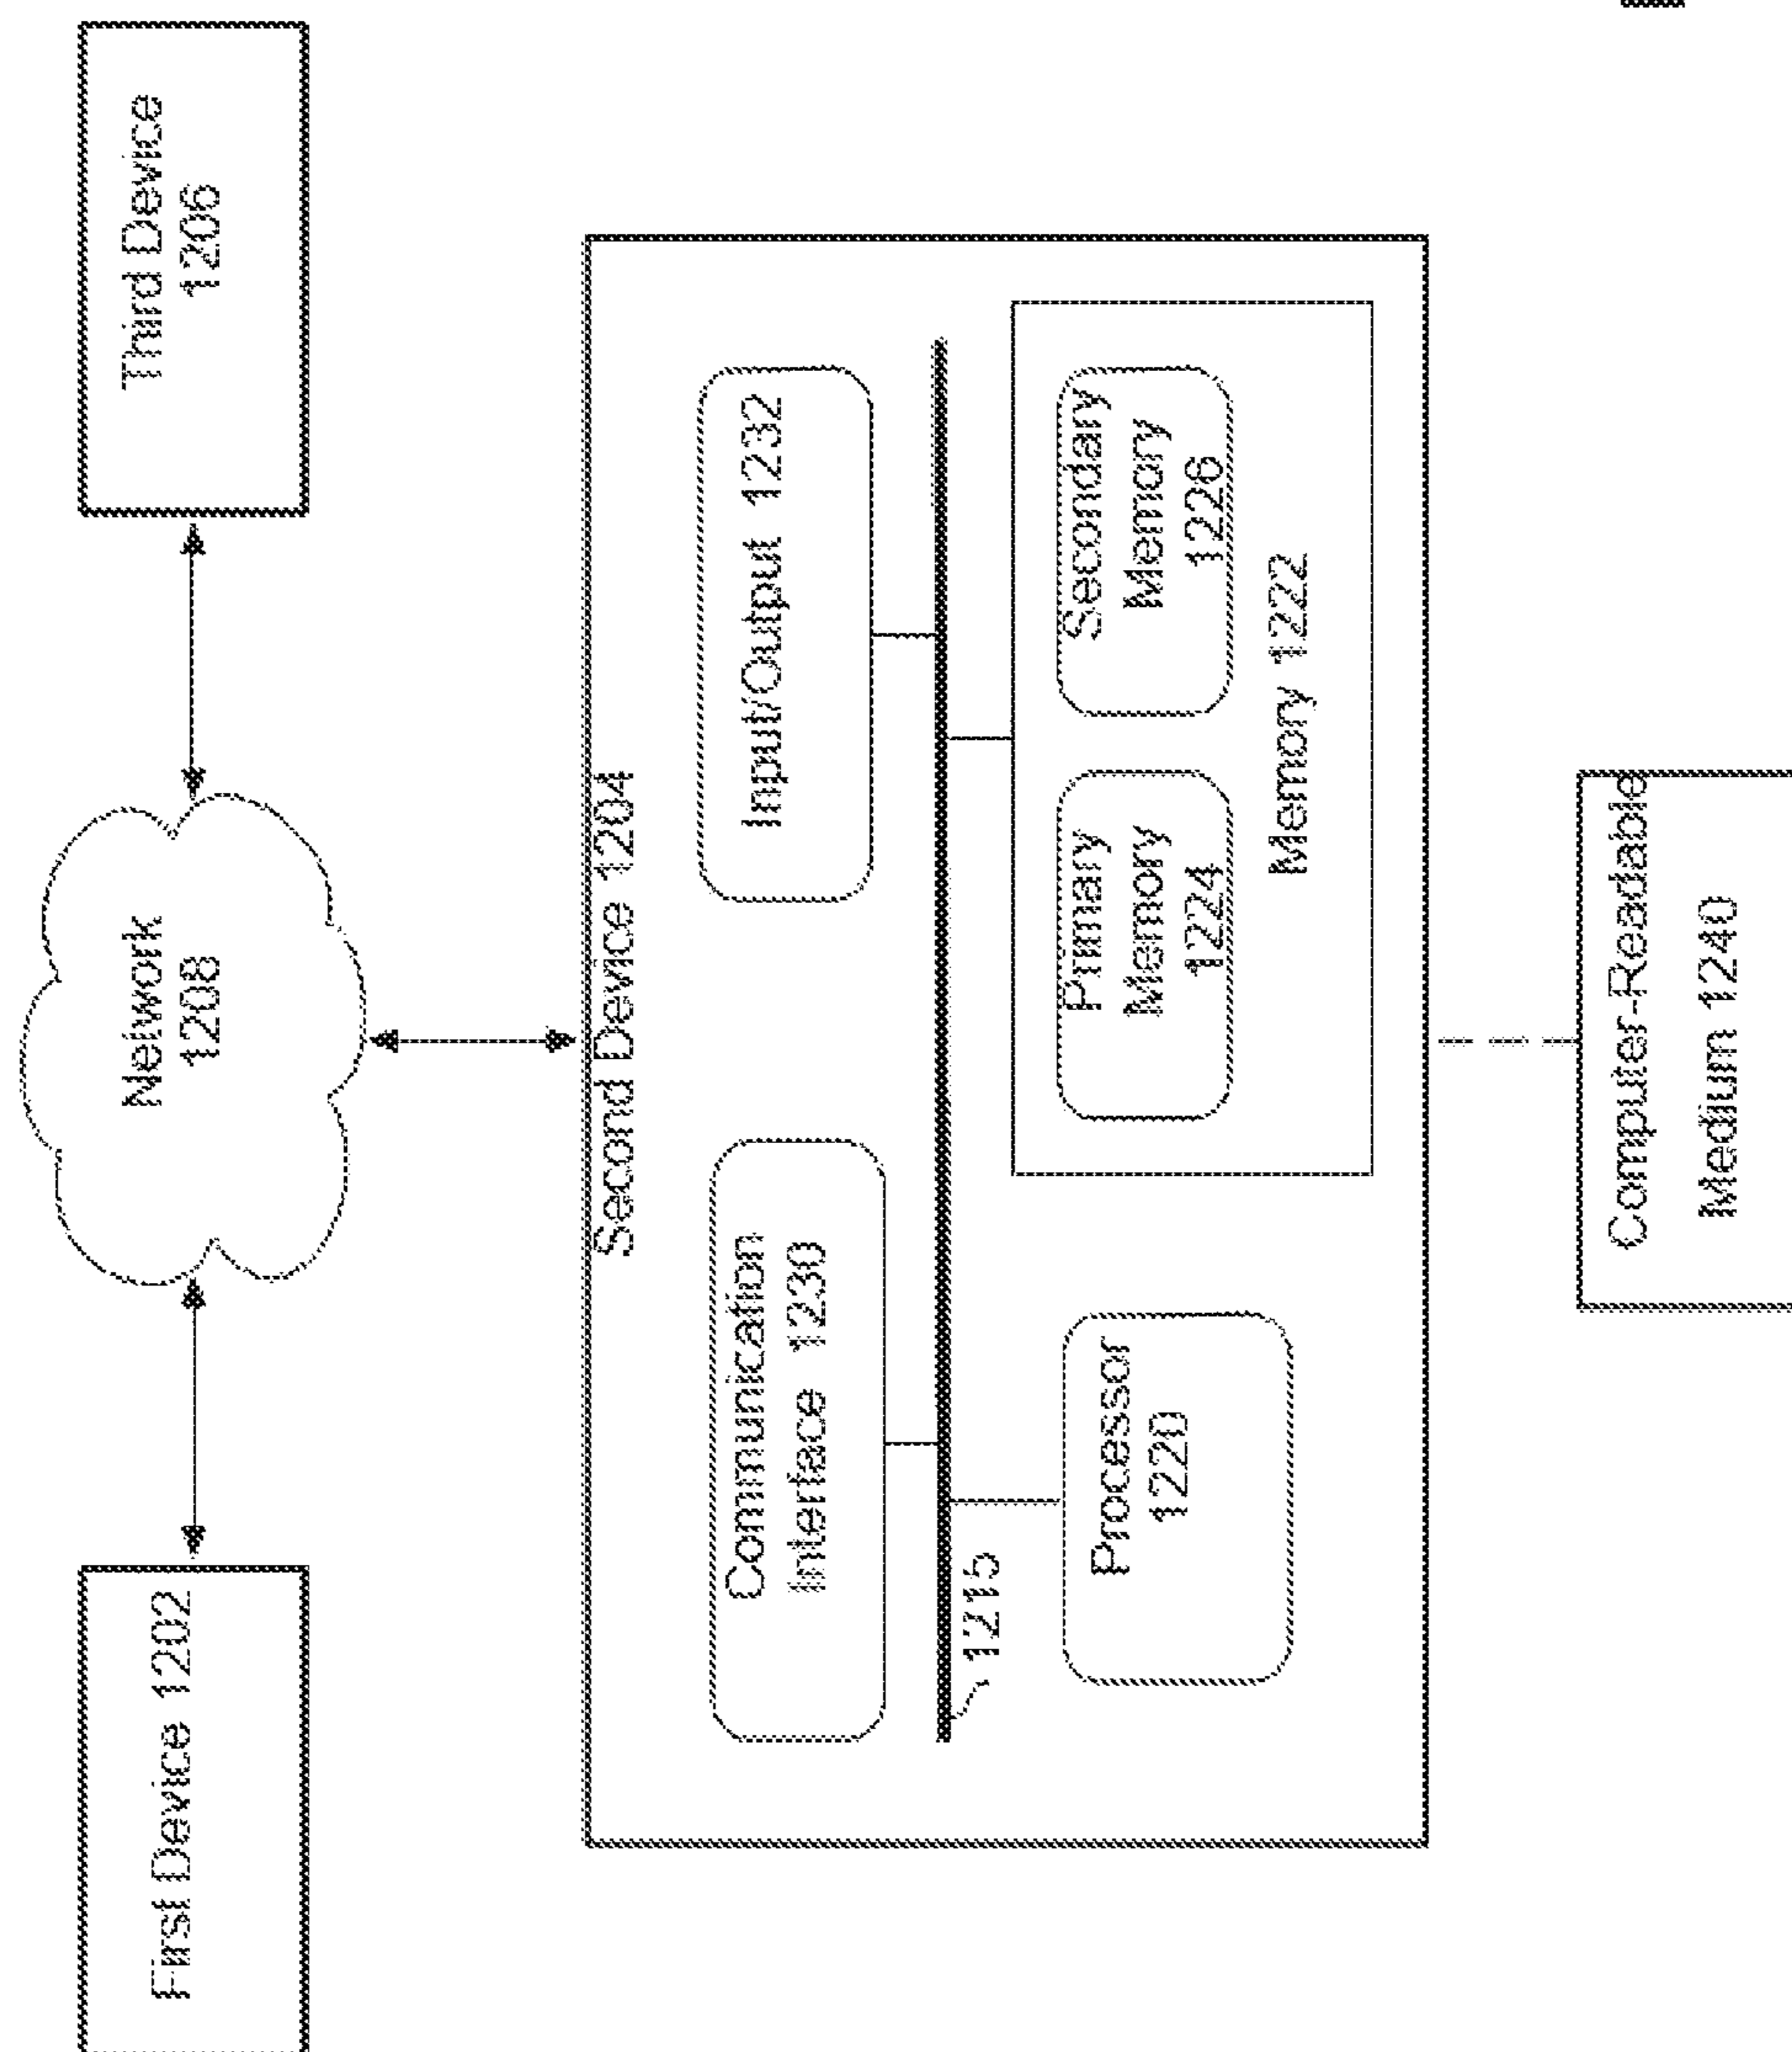 First Device 1202
Network
1208
Third Device
1206
Second Device 1204
Communication
Interface 1230
Input/Output 1232
1215
Processor
1220
Primary
Memory
1224
Secondary
Memory
1226
Memory 1222
Computer-Readable
Medium 1240